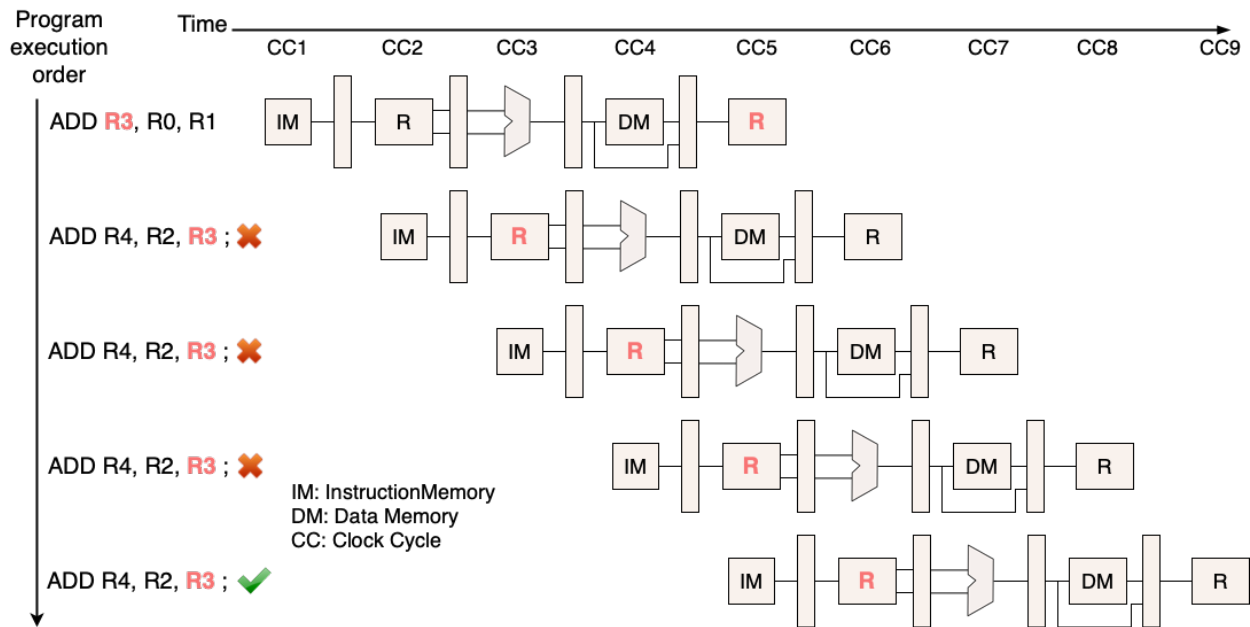 Program
execution
order
Time
CC1 CC2 CC3 CC4 CC5 CC6 CC7 CC8 CC9
ADD R3, R0, R1
IM R DM R
ADD R4, R2, R3 ;
IM R DM R
ADD R4, R2, R3 ;
IM R DM R
ADD R4, R2, R3 ;
IM R DM R
IM: InstructionMemory
DM: Data Memory
CC: Clock Cycle
ADD R4, R2, R3 ;
IM R DM R